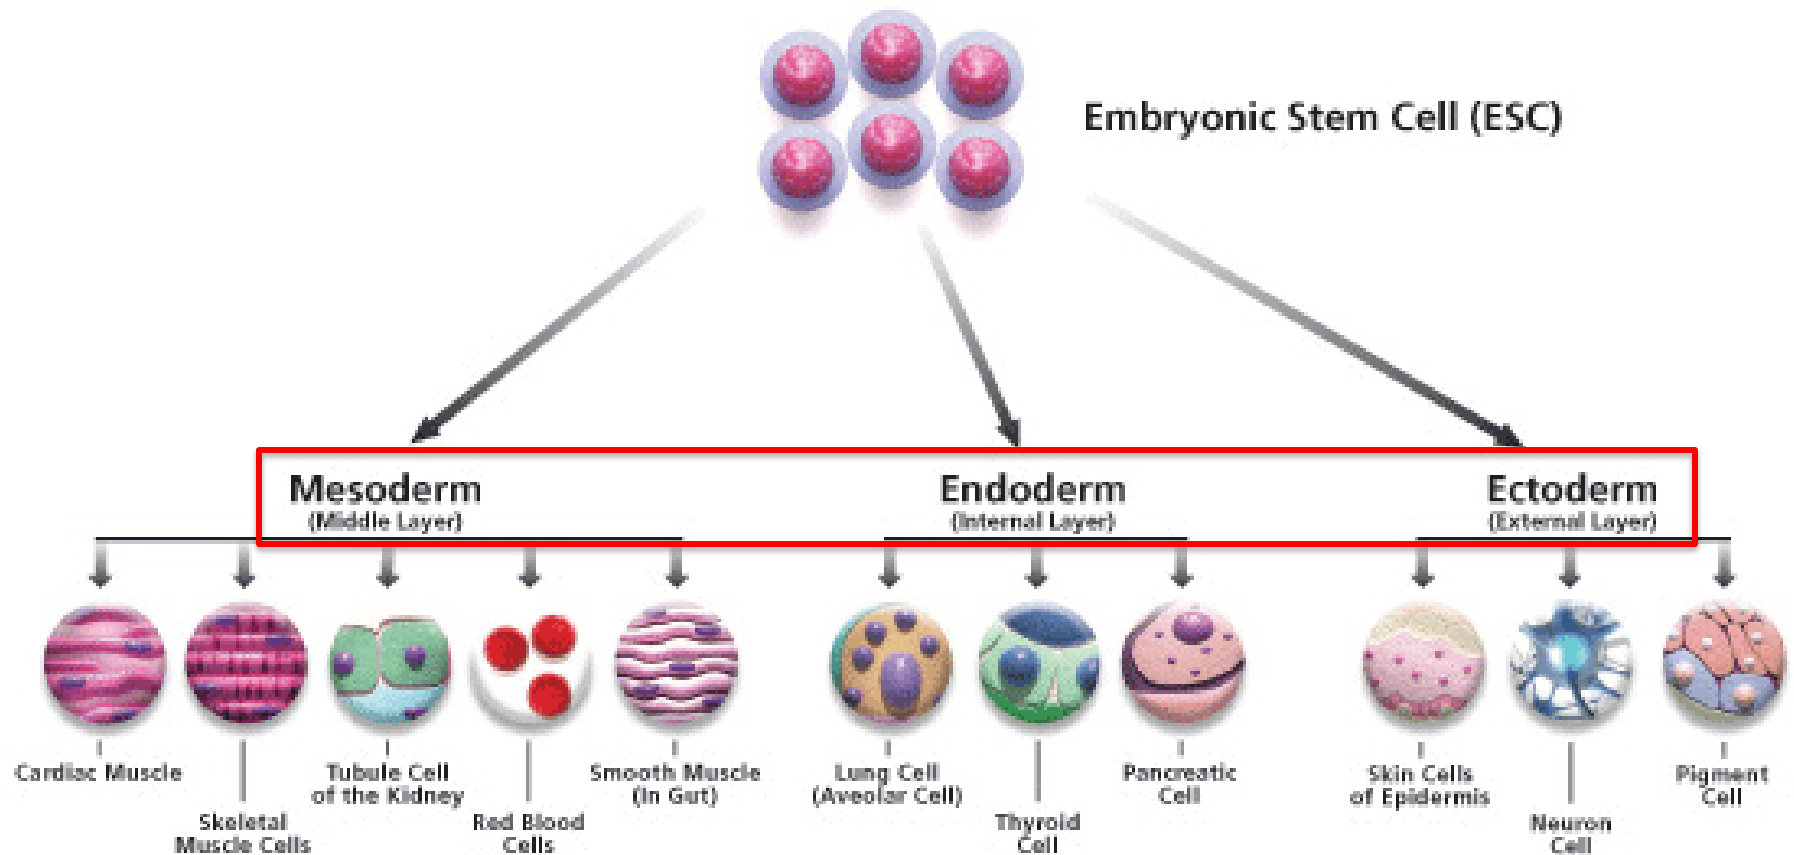 Embryonic Stem Cell (ESC)
Mesoderm
(Middle Layer)
Endoderm
(Internal Layer)
Ectoderm
(External Layer)
Cardiac Muscle
Skeletal
Muscle Cells
Tubule Cell
of the Kidney
Red Blood
Cells
Smooth Muscle
(In Gut)
Lung Cell
(Aveolar Cell)
Thyroid
Cell
Pancreatic
Cell
Skin Cells
of Epidermis
Neuron
Cell
Pigment
Cell